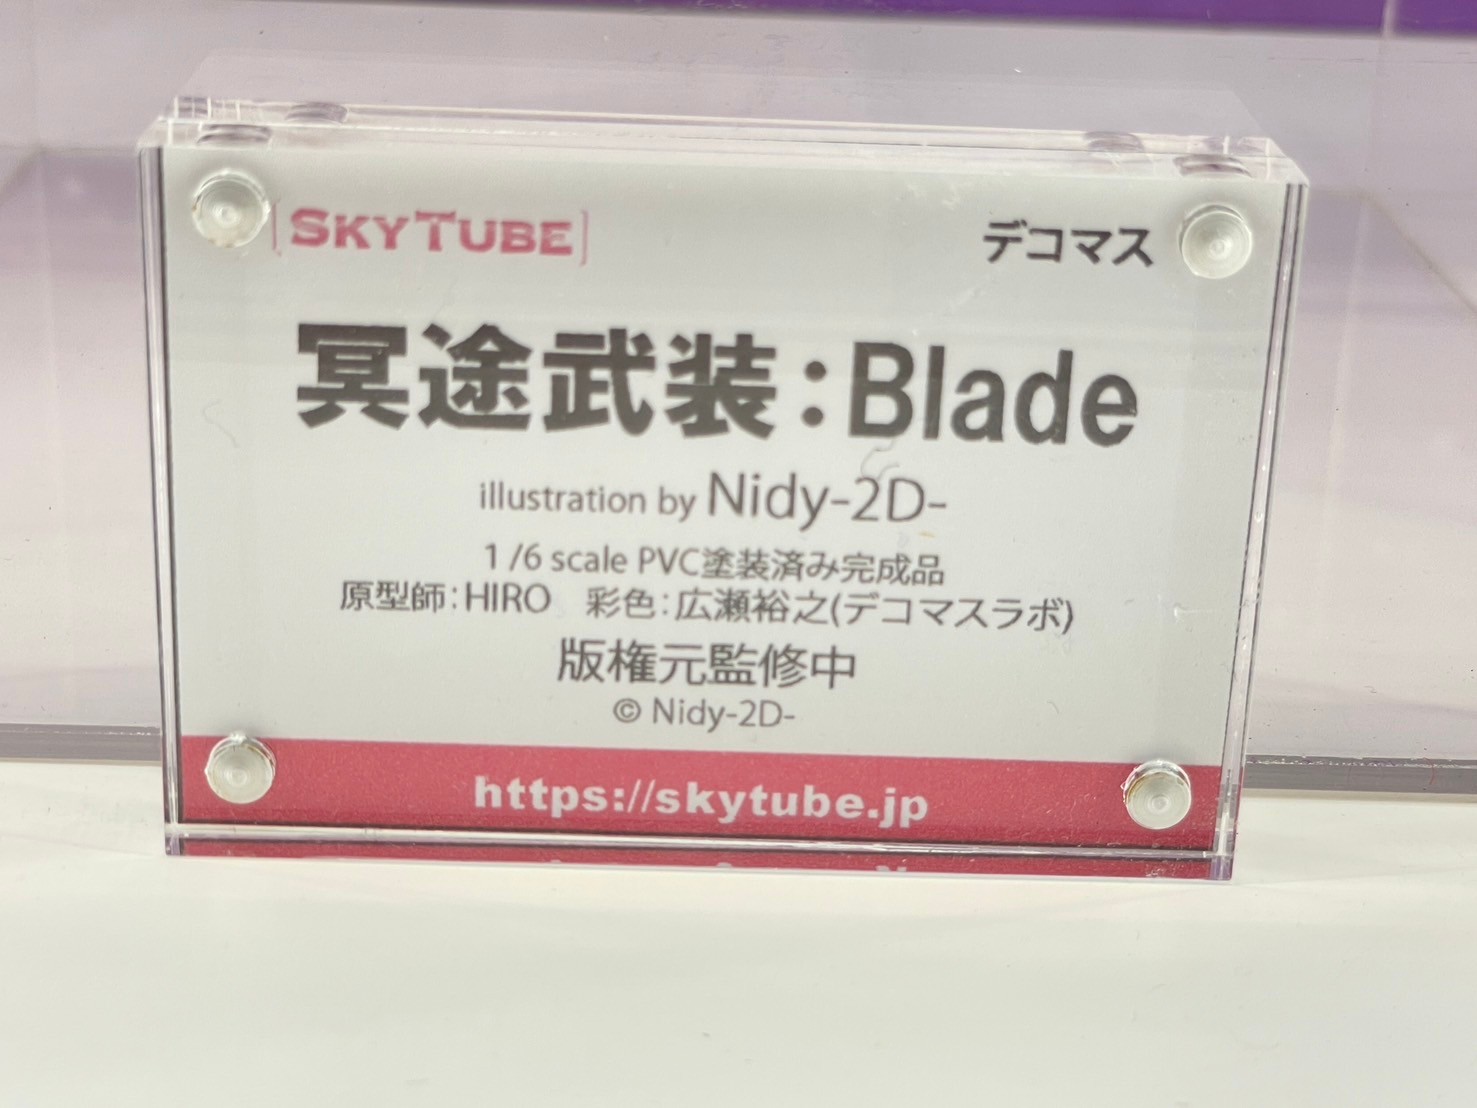 [SKYTUBE]
デコマス
冥途武装:Blade
illustration by Nidy-2D-
1 /6 scale PVC塗装済み完成品
原型師:HIRO　彩色:広瀬裕之(デコマスラボ)
版権元監修中
© Nidy-2D-
https://skytube.jp